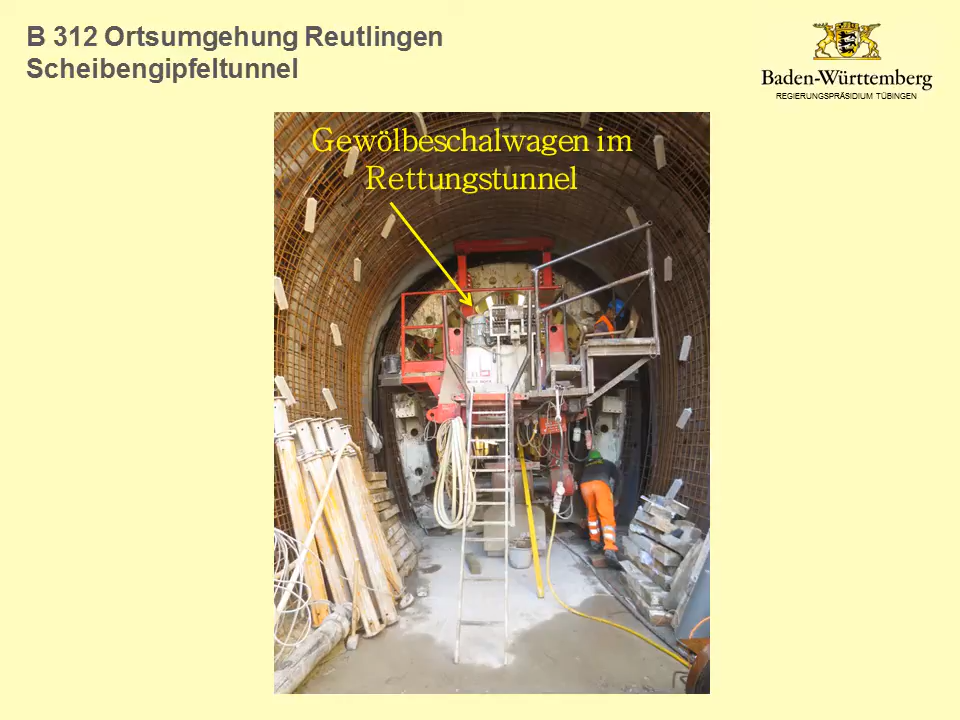 B 312 Ortsumgehung Reutlingen
Scheibengipfeltunnel
Baden-Württemberg
REGIERUNGSPRÄSIDIUM TÜBINGEN
Gewölbeschalwagen im
Rettungstunnel